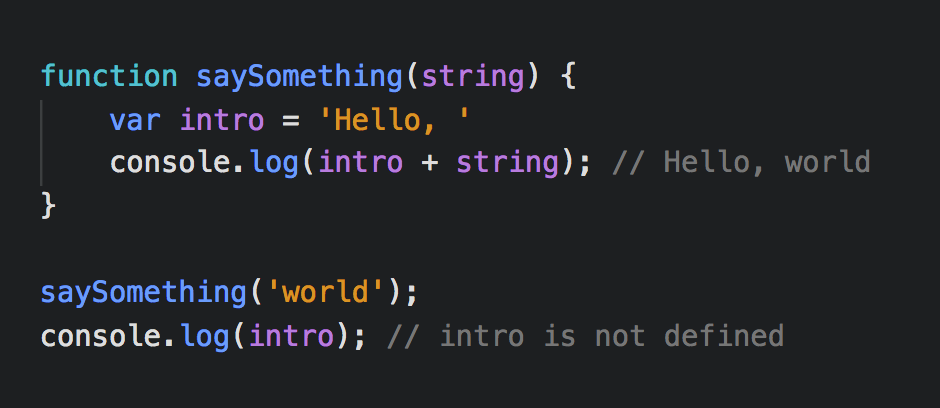 function saySomething(string) {
    var intro = 'Hello, '
    console.log(intro + string); // Hello, world
}
saySomething('world');
console.log(intro); // intro is not defined